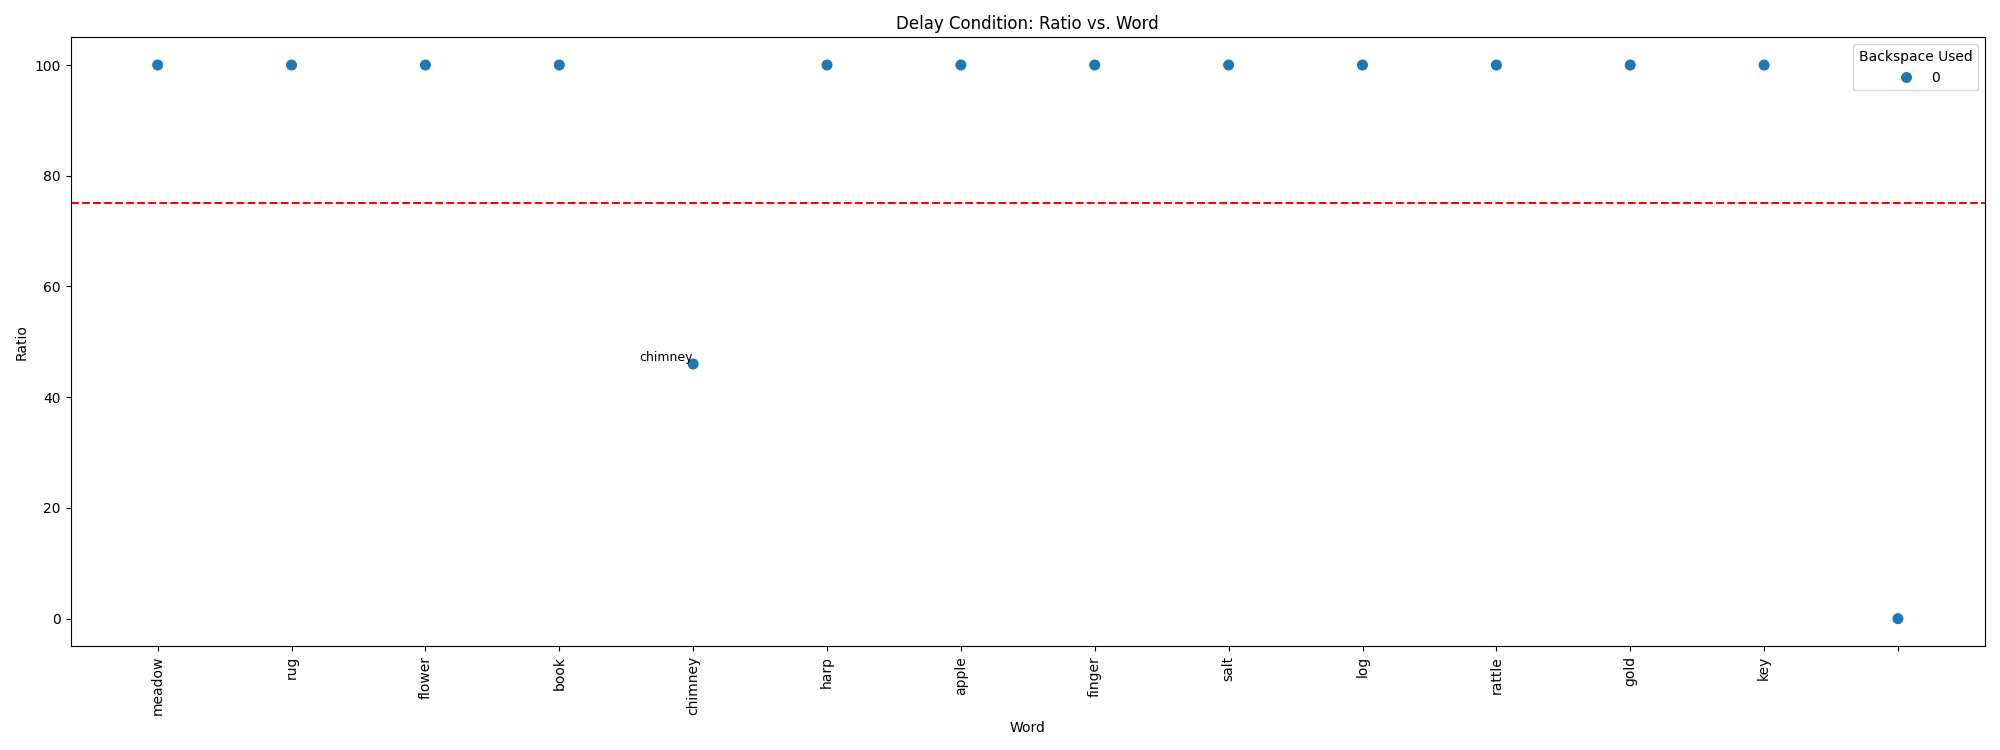 Delay Condition: Ratio vs. Word
Backspace Used
0
100
80
60
40
20
0
Ratio
chimney
meadow
rug
flower
book
chimney
harp
apple
finger
salt
log
rattle
gold
key
Word